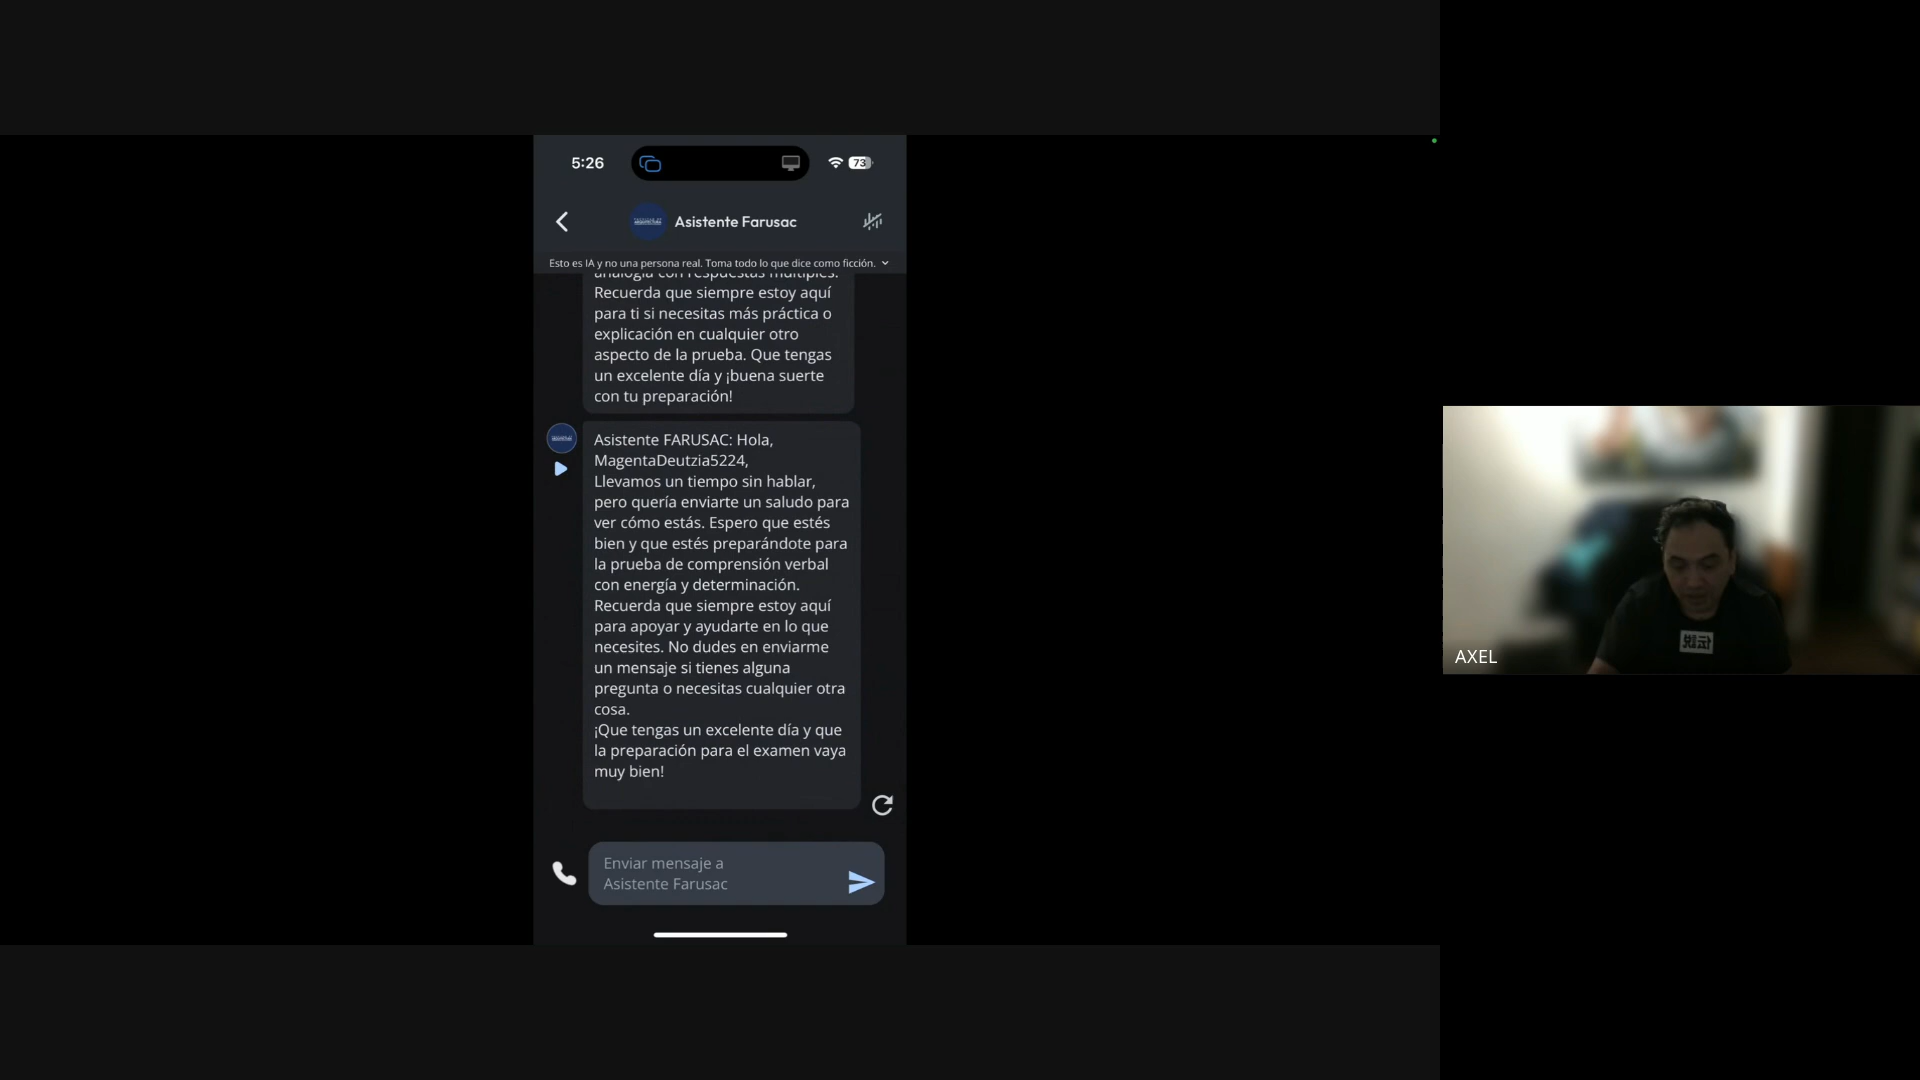 5:26
73
Asistente Farusac
Esto es IA y no una persona real. Toma todo lo que dice como ficción.
analogía con respuestas múltiples.
Recuerda que siempre estoy aquí
para ti si necesitas más práctica o
explicación en cualquier otro
aspecto de la prueba. Que tengas
un excelente día y ¡buena suerte
con tu preparación!
Asistente FARUSAC: Hola,
MagentaDeutzia5224,
Llevamos un tiempo sin hablar,
pero quería enviarte un saludo para
ver cómo estás. Espero que estés
bien y que estés preparándote para
la prueba de comprensión verbal
con energía y determinación.
Recuerda que siempre estoy aquí
para apoyar y ayudarte en lo que
necesites. No dudes en enviarme
un mensaje si tienes alguna
pregunta o necesitas cualquier otra
cosa.
¡Que tengas un excelente día y que
la preparación para el examen vaya
muy bien!
Enviar mensaje a
Asistente Farusac
AXEL